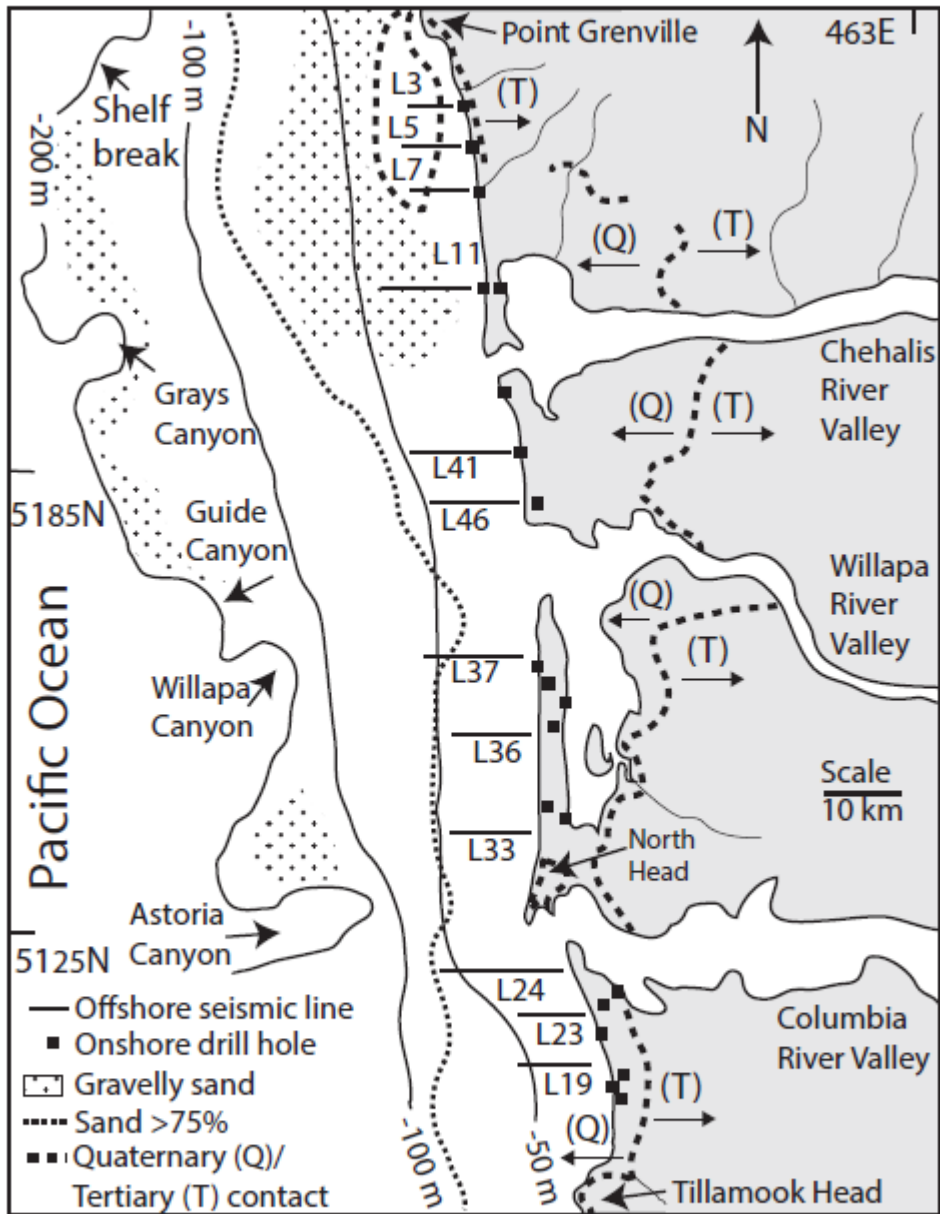 Point Grenville
463E
-100 m
Shelf
break
-200 m
L3
L5
L7
(T)
N
L11
(Q)
(T)
Grays
Canyon
Chehalis
River
Valley
(Q)
(T)
L41
L46
5185N
Guide
Canyon
Willapa
River
Valley
(Q)
(T)
L37
Willapa
Canyon
L36
Scale
10 km
L33
North
Head
Pacific Ocean
Astoria
Canyon
5125N
L24
L23
L19
Columbia
River Valley
(T)
(Q)
Offshore seismic line
Onshore drill hole
Gravelly sand
Sand >75%
Quaternary (Q)/
Tertiary (T) contact
-100 m
-50 m
Tillamook Head